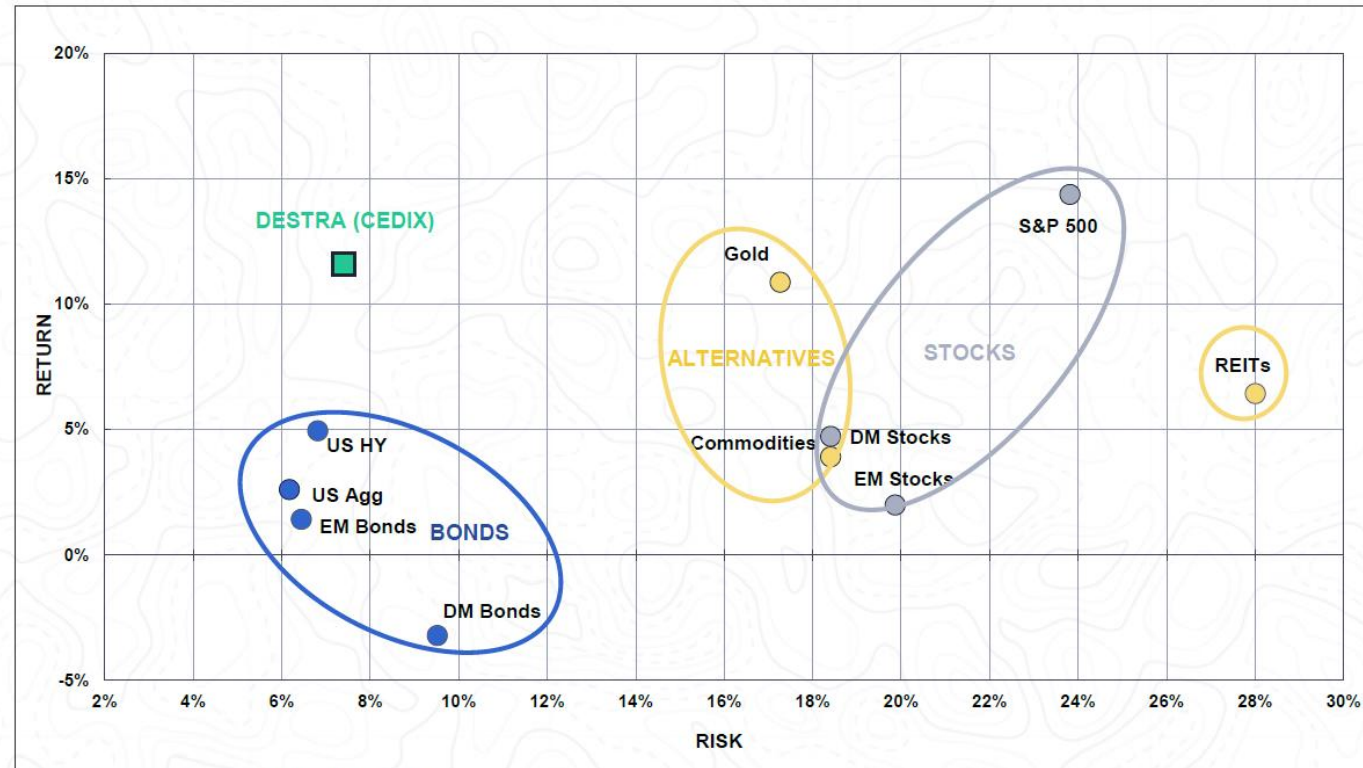 20%
15%
10%
5%
0%
-5%
RETURN
DESTRA (CEDIX)
S&P 500
Gold
ALTERNATIVES
STOCKS
REITs
Commodities
DM Stocks
EM Stocks
US HY
US Agg
EM Bonds
BONDS
DM Bonds
2% 4% 6% 8% 10% 12% 14% 16% 18% 20% 22% 24% 26% 28% 30%
RISK